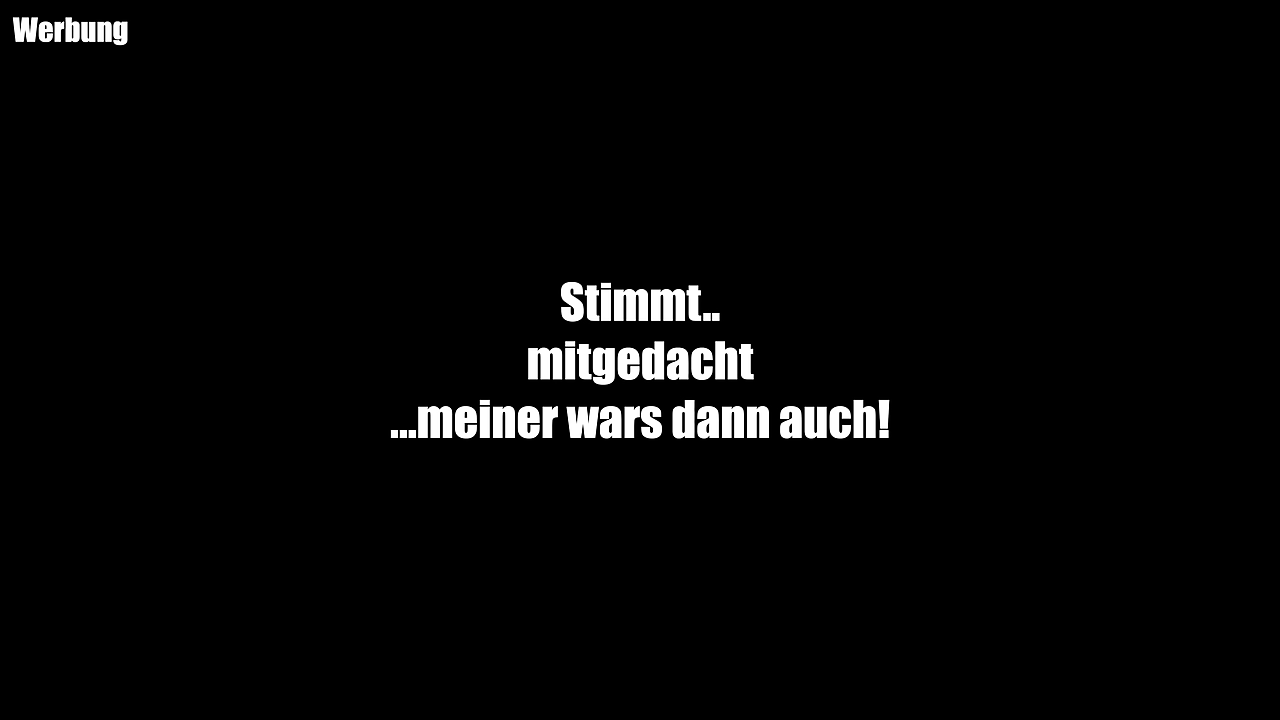 Werbung
Stimmt..
mitgedacht
...meiner wars dann auch!